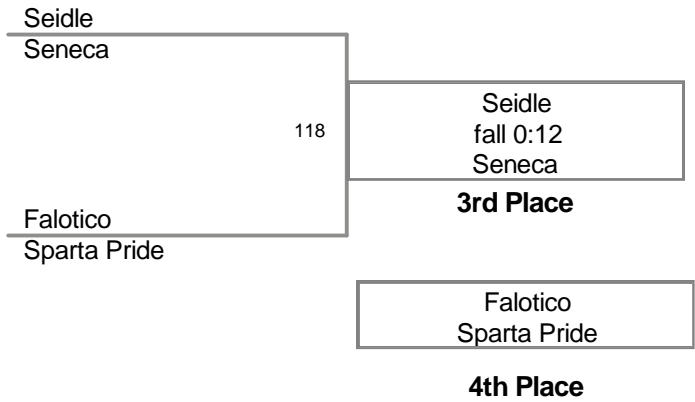 Seidle
Seneca
118
Seidle
fall 0:12
Seneca
3rd Place
Falotico
Sparta Pride
Falotico
Sparta Pride
4th Place